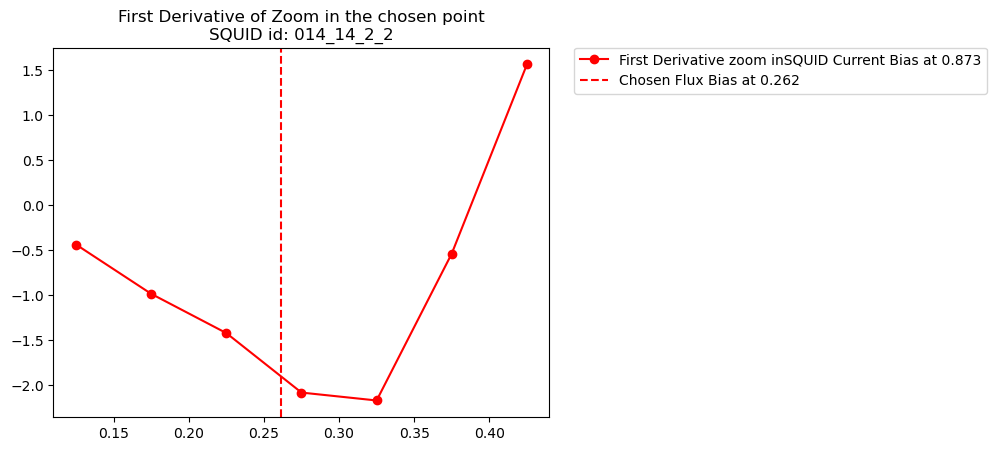 First Derivative of Zoom in the chosen point
SQUID id: 014_14_2_2
First Derivative zoom inSQUID Current Bias at 0.873
Chosen Flux Bias at 0.262
1.5
1.0
0.5
0.0
−0.5
−1.0
−1.5
−2.0
0.15 0.20 0.25 0.30 0.35 0.40